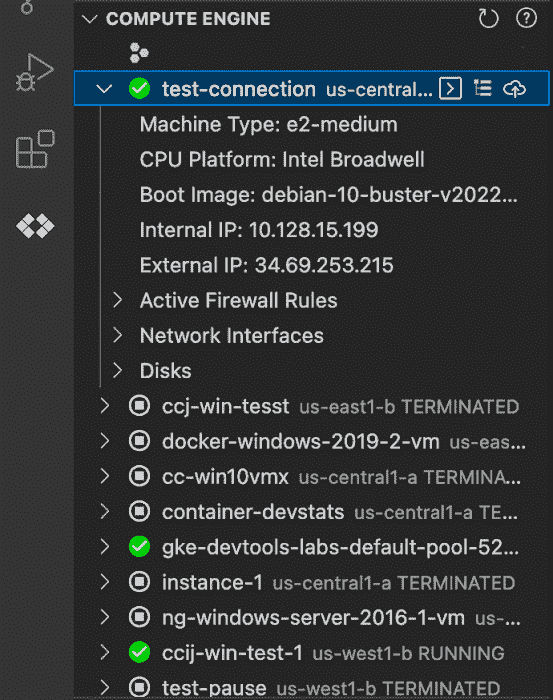 COMPUTE ENGINE
test-connection us-central...
Machine Type: e2-medium
CPU Platform: Intel Broadwell
Boot Image: debian-10-buster-v2022...
Internal IP: 10.128.15.199
External IP: 34.69.253.215
Active Firewall Rules
Network Interfaces
Disks
ccj-win-tesst us-east1-b TERMINATED
docker-windows-2019-2-vm us-eas...
cc-win10vmx us-central1-a TERMINA...
container-devstats us-central1-a TE...
gke-devtools-labs-default-pool-52...
instance-1 us-central1-a TERMINATED
ng-windows-server-2016-1-vm us-...
ccij-win-test-1 us-west1-b RUNNING
test-pause us-west1-b TERMINATED